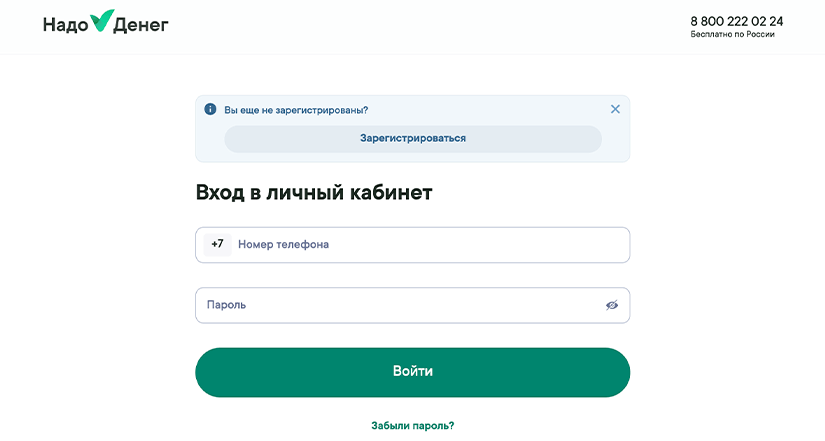 Надо Денег
8 800 222 02 24
Бесплатно по России
Вы еще не зарегистрированы?
Зарегистрироваться
Вход в личный кабинет
+7 Номер телефона
Пароль
Войти
Забыли пароль?